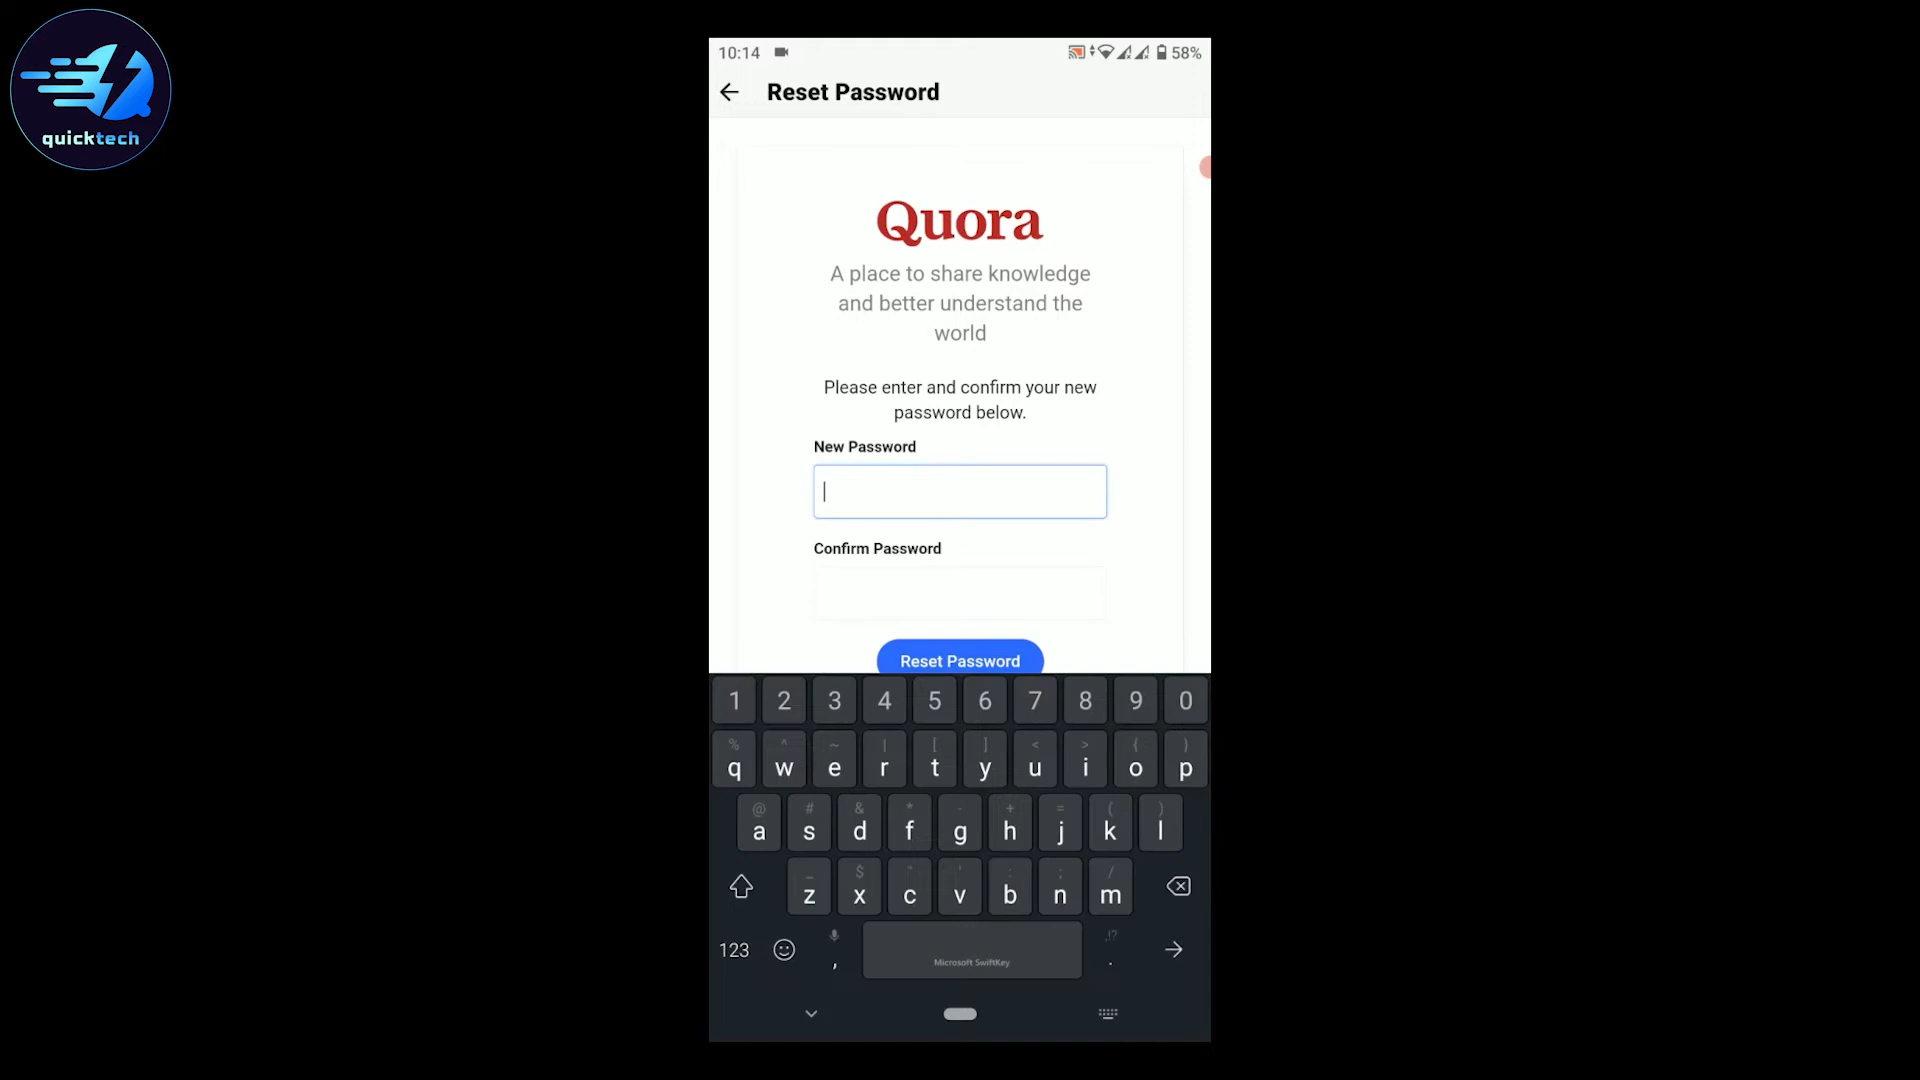 quicktech
10:14
58%
Reset Password
Quora
A place to share knowledge
and better understand the
world
Please enter and confirm your new
password below.
New Password
Confirm Password
Reset Password
1 2 3 4 5 6 7 8 9 0
% ^ ~ | [ ] < > { }
q w e r t y u i o p
@ # & * - + = ( )
a s d f g h j k l
_ $ " ' : ; /
z x c v b n m
123 , ,!? .
Microsoft SwiftKey